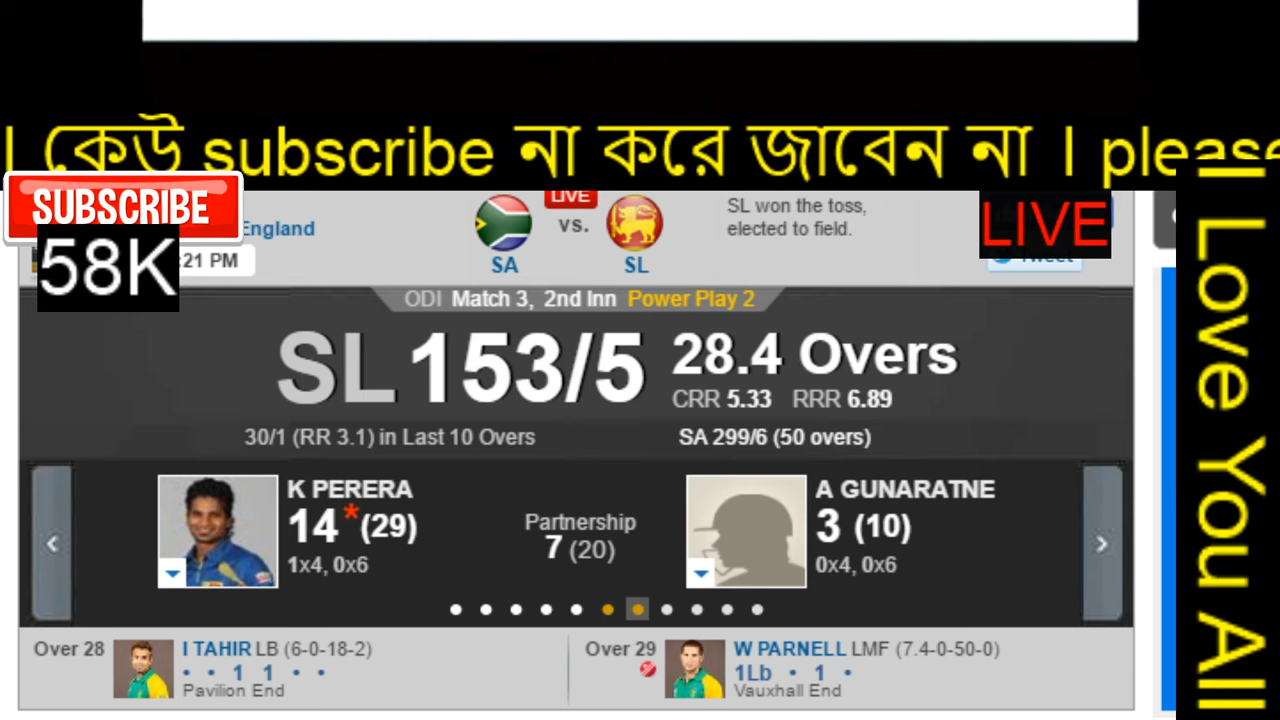 । কেউ subscribe না করে জাবেন না । please
SUBSCRIBE
58K
England
:21 PM
LIVE
SA vs. SL
SL won the toss,
elected to field.
LIVE
Tweet
ODI Match 3, 2nd Inn Power Play 2
SL 153/5 28.4 Overs
CRR 5.33 RRR 6.89
30/1 (RR 3.1) in Last 10 Overs
SA 299/6 (50 overs)
K PERERA
14* (29)
1x4, 0x6
Partnership
7 (20)
A GUNARATNE
3 (10)
0x4, 0x6
Over 28
I TAHIR LB (6-0-18-2)
• • 1 1 • •
Pavilion End
Over 29
W PARNELL LMF (7.4-0-50-0)
1Lb • 1 •
Vauxhall End
I Love You All